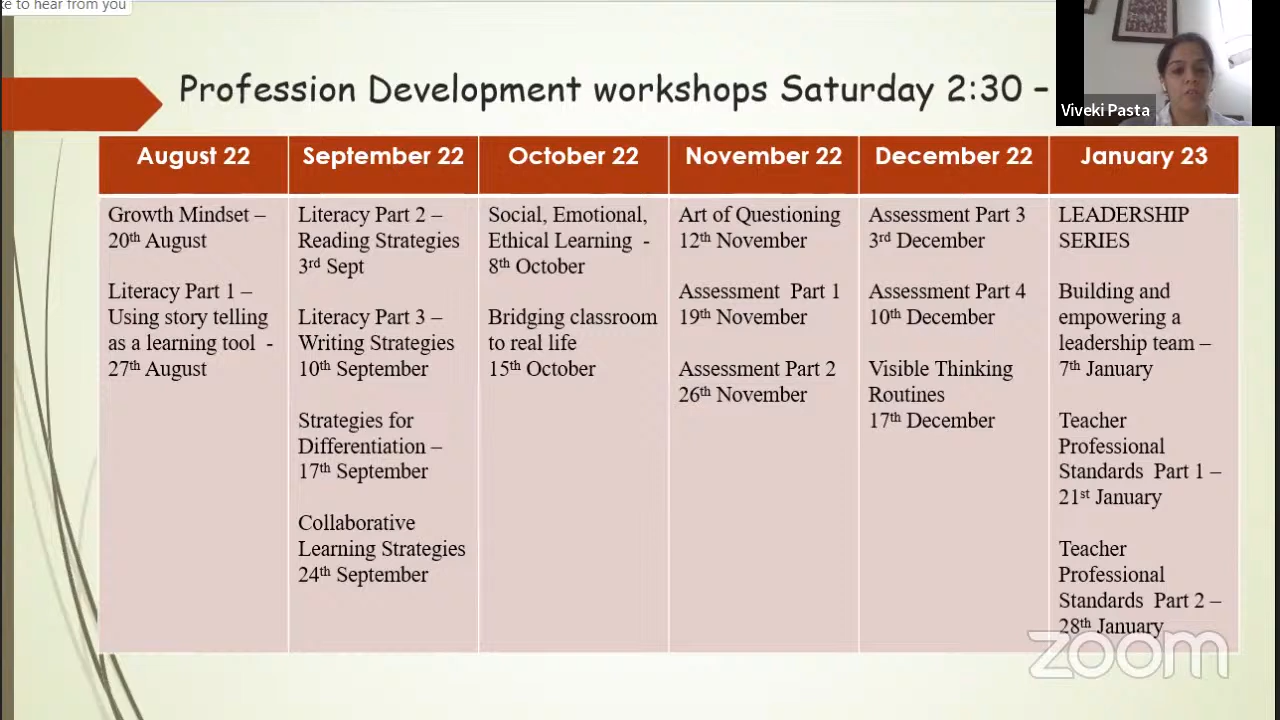 ke to hear from you
Profession Development workshops Saturday 2:30 –
Viveki Pasta
August 22
September 22
October 22
November 22
December 22
January 23
Growth Mindset –
20th August
Literacy Part 1 –
Using story telling
as a learning tool -
27th August
Literacy Part 2 –
Reading Strategies
3rd Sept
Literacy Part 3 –
Writing Strategies
10th September
Strategies for
Differentiation –
17th September
Collaborative
Learning Strategies
24th September
Social, Emotional,
Ethical Learning -
8th October
Bridging classroom
to real life
15th October
Art of Questioning
12th November
Assessment Part 1
19th November
Assessment Part 2
26th November
Assessment Part 3
3rd December
Assessment Part 4
10th December
Visible Thinking
Routines
17th December
LEADERSHIP
SERIES
Building and
empowering a
leadership team –
7th January
Teacher
Professional
Standards Part 1 –
21st January
Teacher
Professional
Standards Part 2 –
28th January
zoom